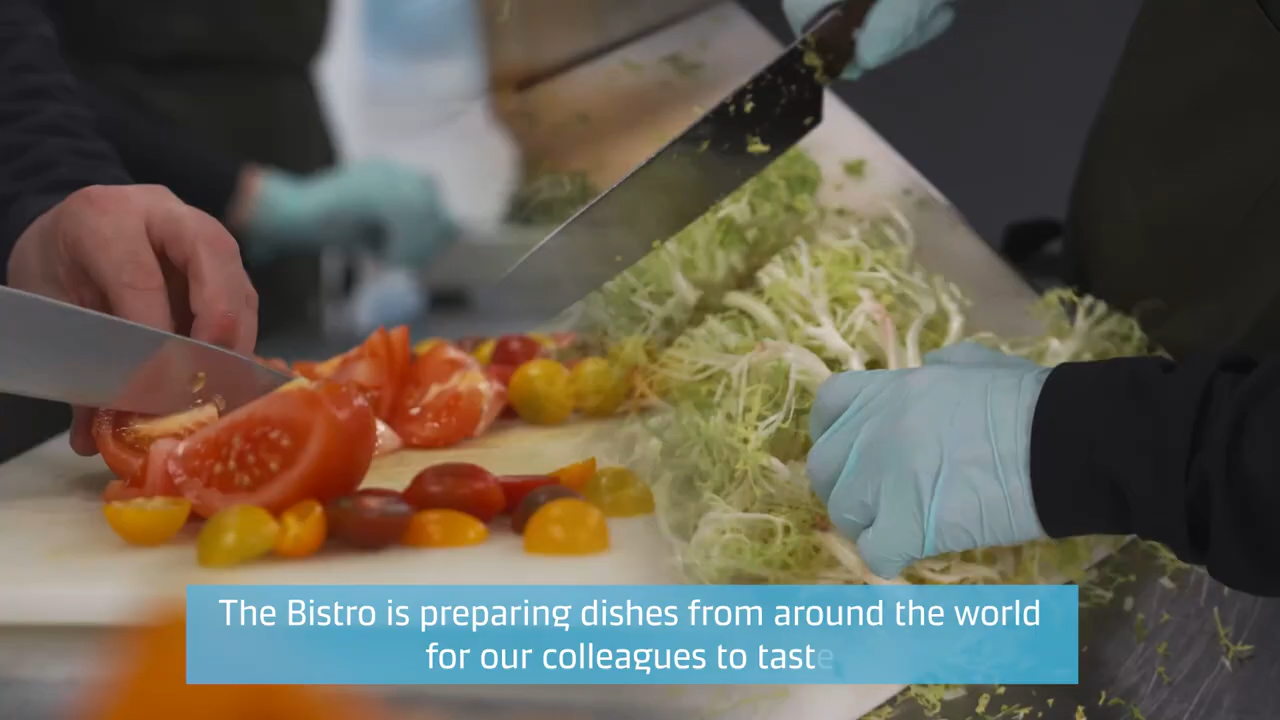 The Bistro is preparing dishes from around the world
for our colleagues to taste